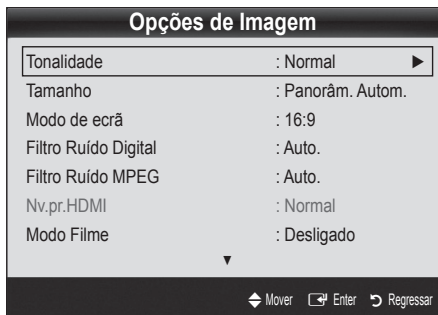 Opções de Imagem
Tonalidade : Normal ►
Tamanho : Panorâm. Autom.
Modo de ecrã : 16:9
Filtro Ruído Digital : Auto.
Filtro Ruído MPEG : Auto.
Nv.pr.HDMI : Normal
Modo Filme : Desligado
▼
Mover Enter Regressar